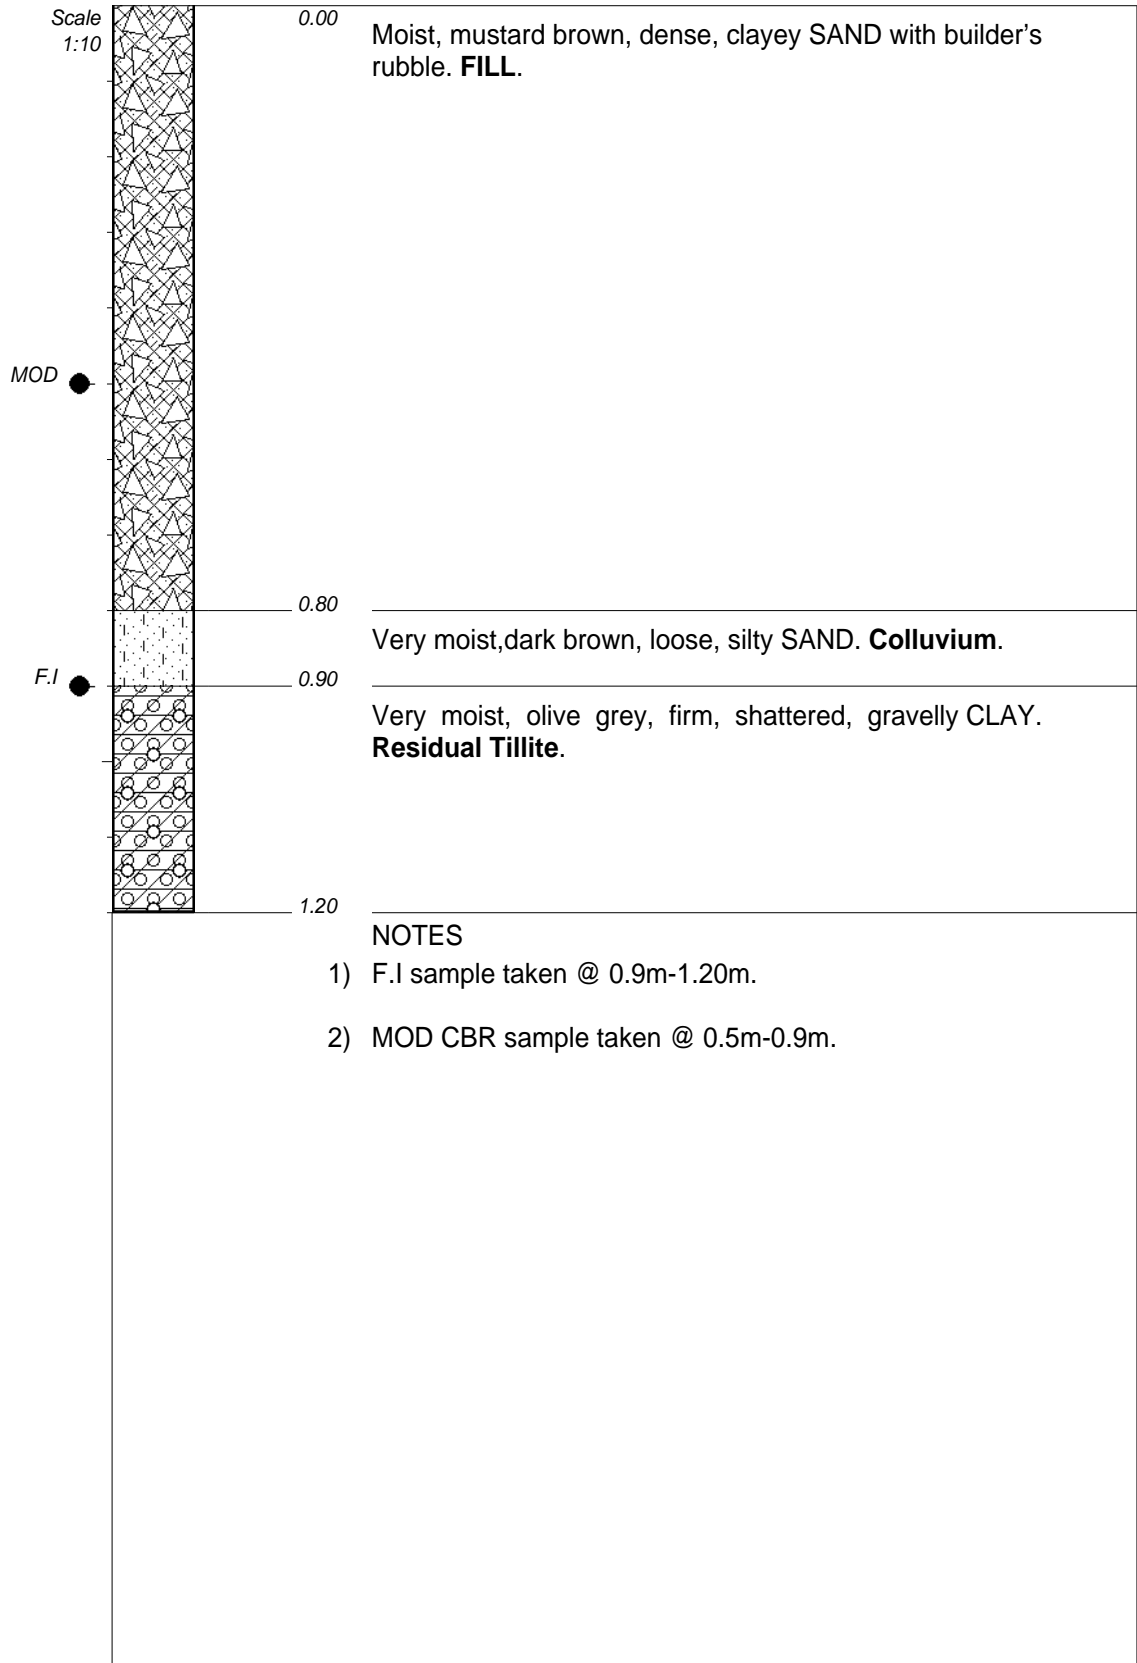 Scale
1:10
0.00
Moist, mustard brown, dense, clayey SAND with builder's
rubble. FILL.
MOD
0.80
Very moist,dark brown, loose, silty SAND. Colluvium.
F.I
0.90
Very moist, olive grey, firm, shattered, gravelly CLAY.
Residual Tillite.
1.20
NOTES
1) F.I sample taken @ 0.9m-1.20m.
2) MOD CBR sample taken @ 0.5m-0.9m.